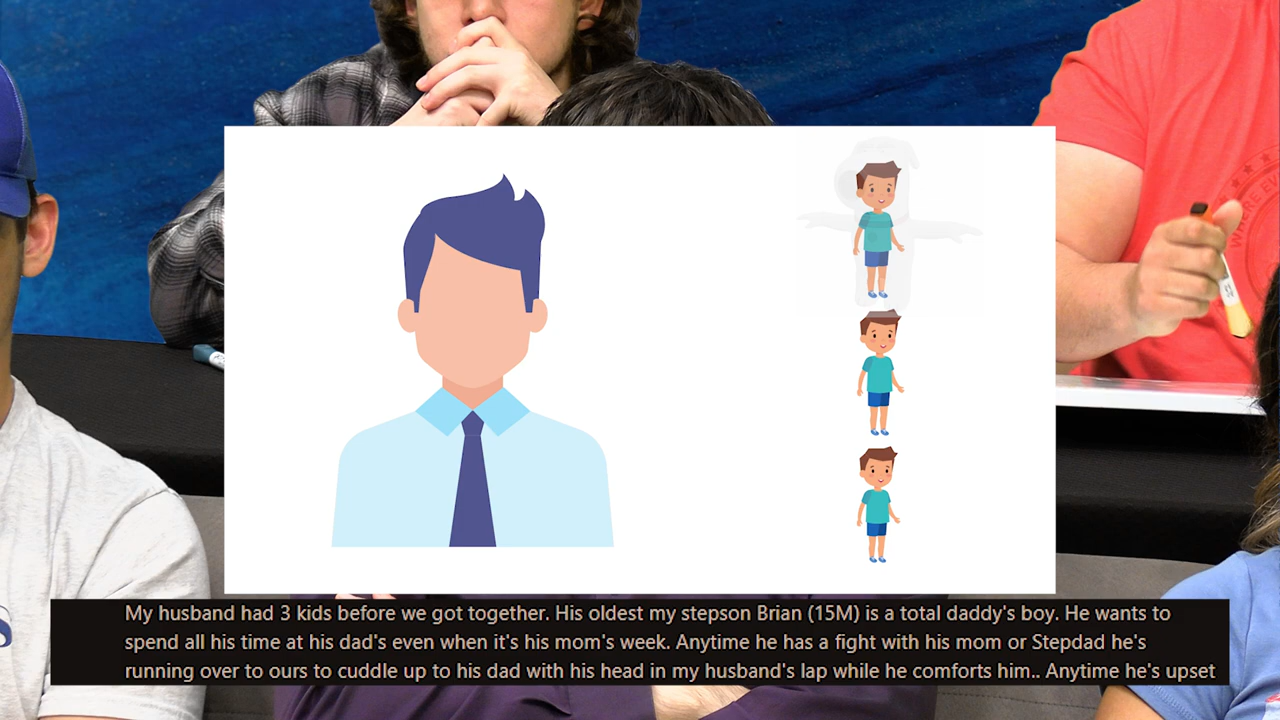 WHERE EV
My husband had 3 kids before we got together. His oldest my stepson Brian (15M) is a total daddy's boy. He wants to
spend all his time at his dad's even when it's his mom's week. Anytime he has a fight with his mom or Stepdad he's
running over to ours to cuddle up to his dad with his head in my husband's lap while he comforts him.. Anytime he's upset